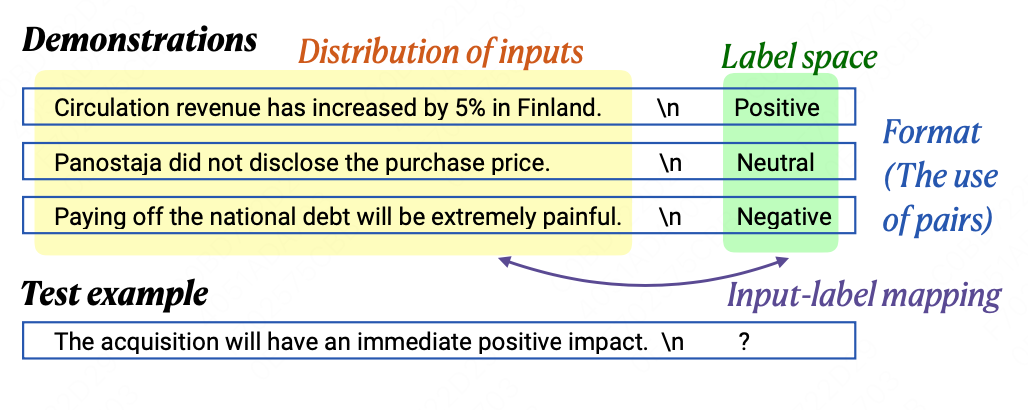 Demonstrations
Distribution of inputs
Label space
Circulation revenue has increased by 5% in Finland. \n Positive
Panostaja did not disclose the purchase price. \n Neutral
Paying off the national debt will be extremely painful. \n Negative
Format
(The use
of pairs)
Test example
Input-label mapping
The acquisition will have an immediate positive impact. \n ?